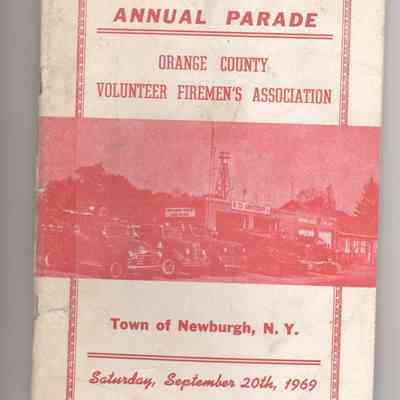 ANNUAL PARADE
ORANGE COUNTY
VOLUNTEER FIREMEN'S ASSOCIATION
Town of Newburgh, N. Y.
Saturday, September 20th, 1969